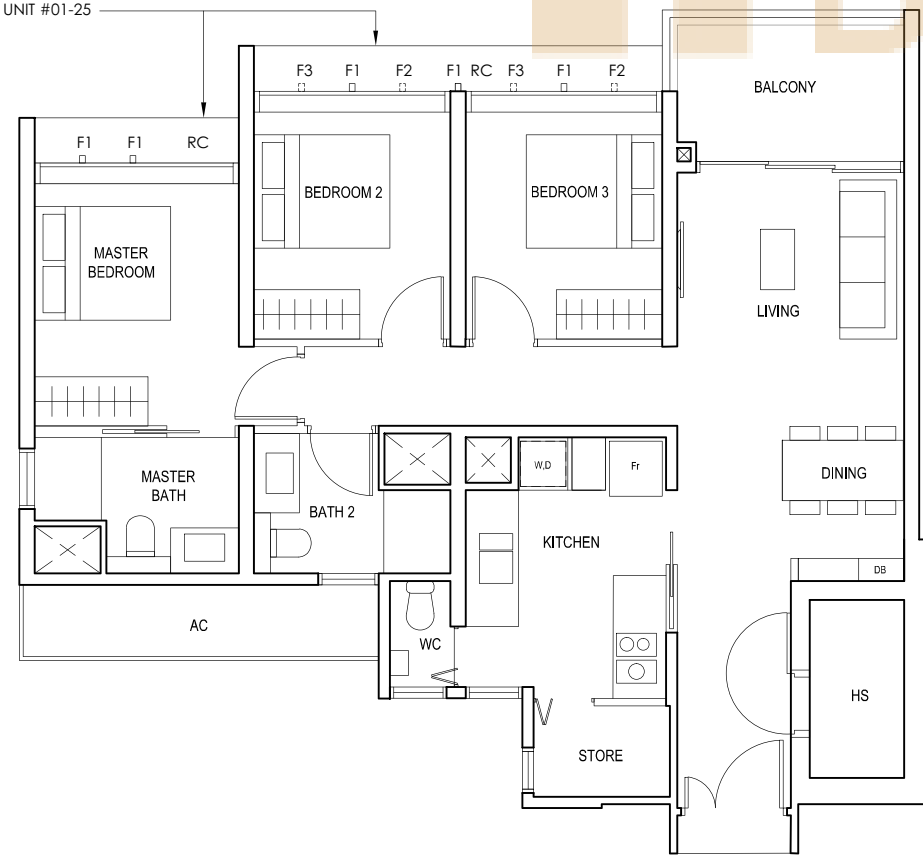 UNIT #01-25
F3 F1 F2 F1 RC F3 F1 F2
BALCONY
F1 F1 RC
BEDROOM 2
BEDROOM 3
MASTER
BEDROOM
LIVING
W,D
Fr
MASTER
BATH
DINING
BATH 2
KITCHEN
DB
AC
WC
HS
STORE